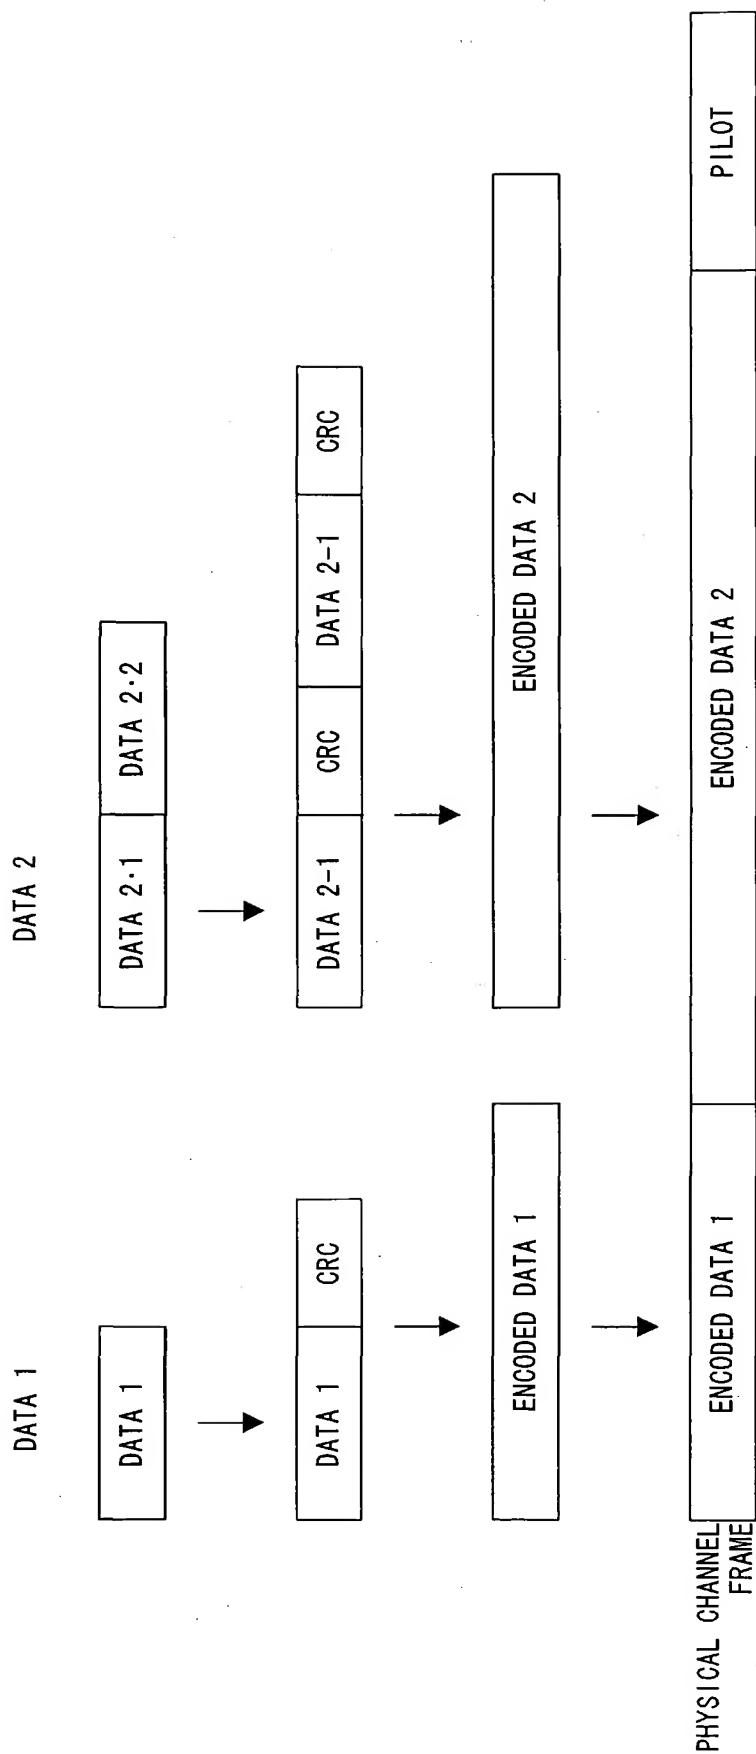 DATA 1
DATA 2
DATA 1
DATA 2·1
DATA 2·2
DATA 1
CRC
DATA 2-1
CRC
DATA 2-1
CRC
ENCODED DATA 1
ENCODED DATA 2
PHYSICAL CHANNEL
FRAME
ENCODED DATA 1
ENCODED DATA 2
PILOT